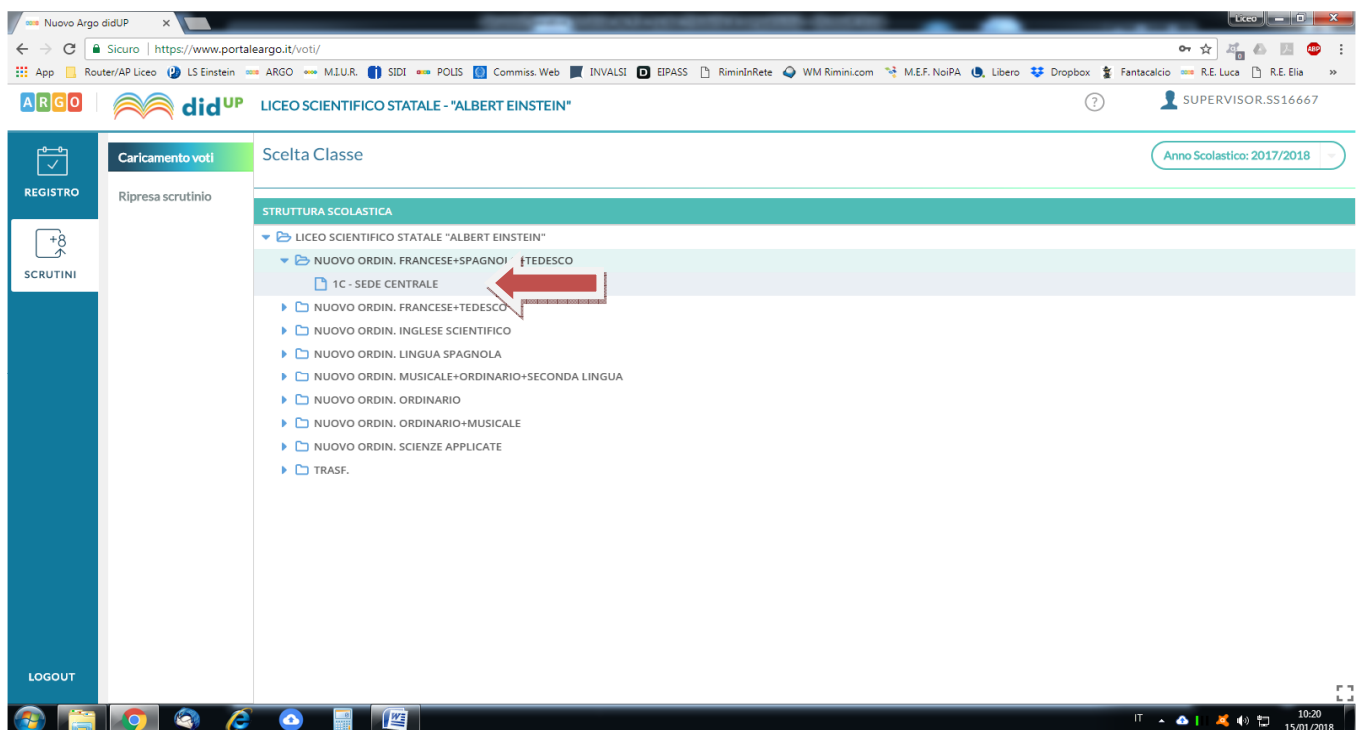 Nuovo Argo didUP
Liceo
Sicuro | https://www.portaleargo.it/voti/
App Router/AP Liceo LS Einstein ARGO M.I.U.R. SIDI POLIS Commiss. Web INVALSI EIPASS RiminInRete WM Rimini.com M.E.F. NoiPA Libero Dropbox Fantacalcio R.E. Luca R.E. Elia »
ARGO didUP LICEO SCIENTIFICO STATALE - "ALBERT EINSTEIN" ? SUPERVISOR.SS16667
REGISTRO
SCRUTINI
LOGOUT
Caricamento voti
Ripresa scrutinio
Scelta Classe
Anno Scolastico: 2017/2018
STRUTTURA SCOLASTICA
LICEO SCIENTIFICO STATALE "ALBERT EINSTEIN"
NUOVO ORDIN. FRANCESE+SPAGNOL TEDESCO
1C - SEDE CENTRALE
NUOVO ORDIN. FRANCESE+TEDESCO
NUOVO ORDIN. INGLESE SCIENTIFICO
NUOVO ORDIN. LINGUA SPAGNOLA
NUOVO ORDIN. MUSICALE+ORDINARIO+SECONDA LINGUA
NUOVO ORDIN. ORDINARIO
NUOVO ORDIN. ORDINARIO+MUSICALE
NUOVO ORDIN. SCIENZE APPLICATE
TRASF.
IT
10:20
15/01/2018